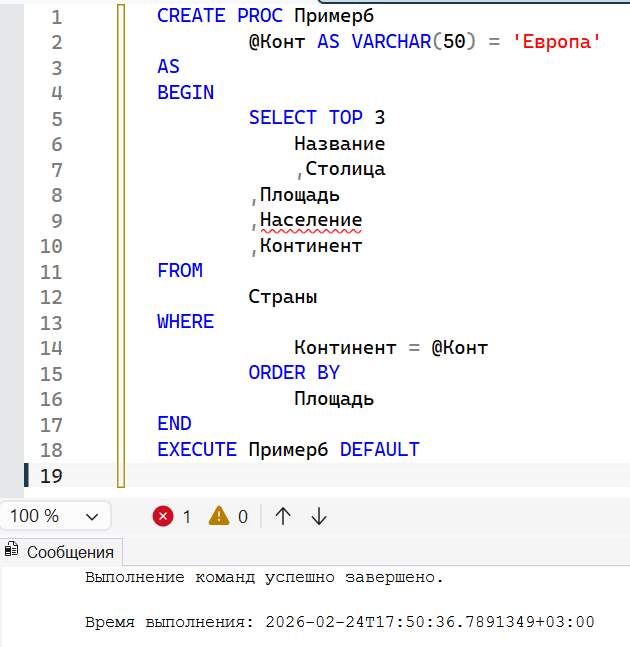 1 CREATE PROC Пример6
2 @Конт AS VARCHAR(50) = 'Европа'
3 AS
4 BEGIN
5 SELECT TOP 3
6 Название
7 ,Столица
8 ,Площадь
9 ,Население
10 ,Континент
11 FROM
12 Страны
13 WHERE
14 Континент = @Конт
15 ORDER BY
16 Площадь
17 END
18 EXECUTE Пример6 DEFAULT
19
100 % 1 0
Сообщения
Выполнение команд успешно завершено.
Время выполнения: 2026-02-24T17:50:36.7891349+03:00